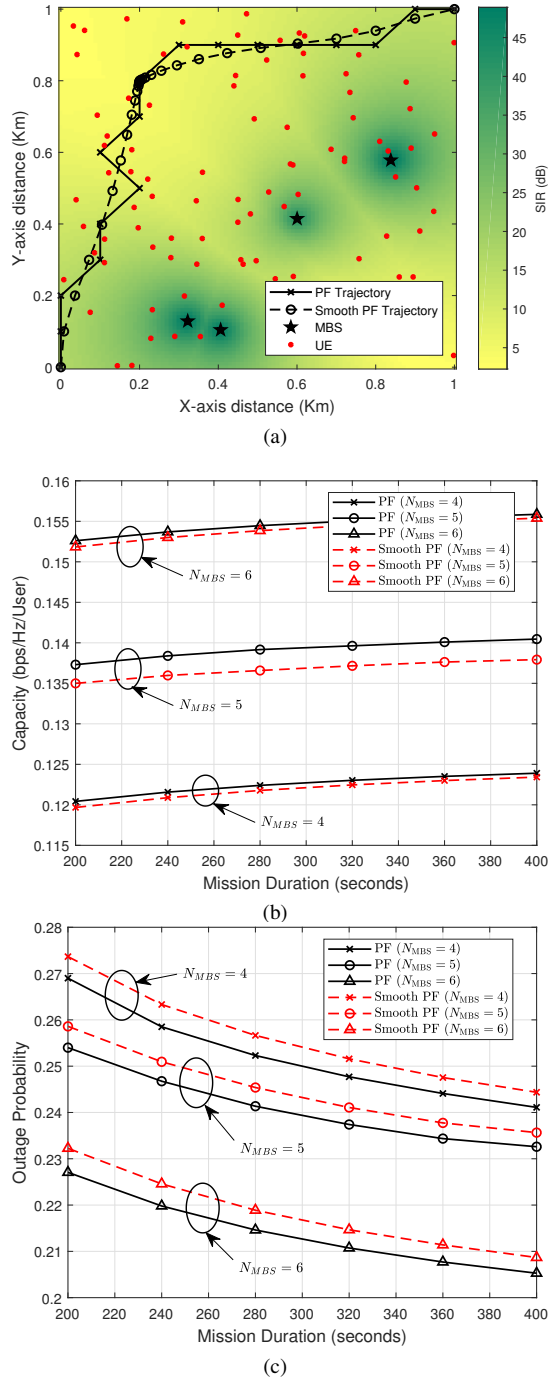 1
0.8
0.6
0.4
0.2
0
0
0.2
0.4
0.6
0.8
1
Y-axis distance (Km)
X-axis distance (Km)
PF Trajectory
Smooth PF Trajectory
MBS
UE
45
40
35
30
25
20
15
10
5
SIR (dB)
(a)
0.16
0.155
0.15
0.145
0.14
0.135
0.13
0.125
0.12
0.115
200 220 240 260 280 300 320 340 360 380 400
Capacity (bps/Hz/User)
Mission Duration (seconds)
PF (N_MBS = 4)
PF (N_MBS = 5)
PF (N_MBS = 6)
Smooth PF (N_MBS = 4)
Smooth PF (N_MBS = 5)
Smooth PF (N_MBS = 6)
N_MBS = 6
N_MBS = 5
N_MBS = 4
(b)
0.28
0.27
0.26
0.25
0.24
0.23
0.22
0.21
0.2
200 220 240 260 280 300 320 340 360 380 400
Outage Probability
Mission Duration (seconds)
PF (N_MBS = 4)
PF (N_MBS = 5)
PF (N_MBS = 6)
Smooth PF (N_MBS = 4)
Smooth PF (N_MBS = 5)
Smooth PF (N_MBS = 6)
N_MBS = 4
N_MBS = 5
N_MBS = 6
(c)